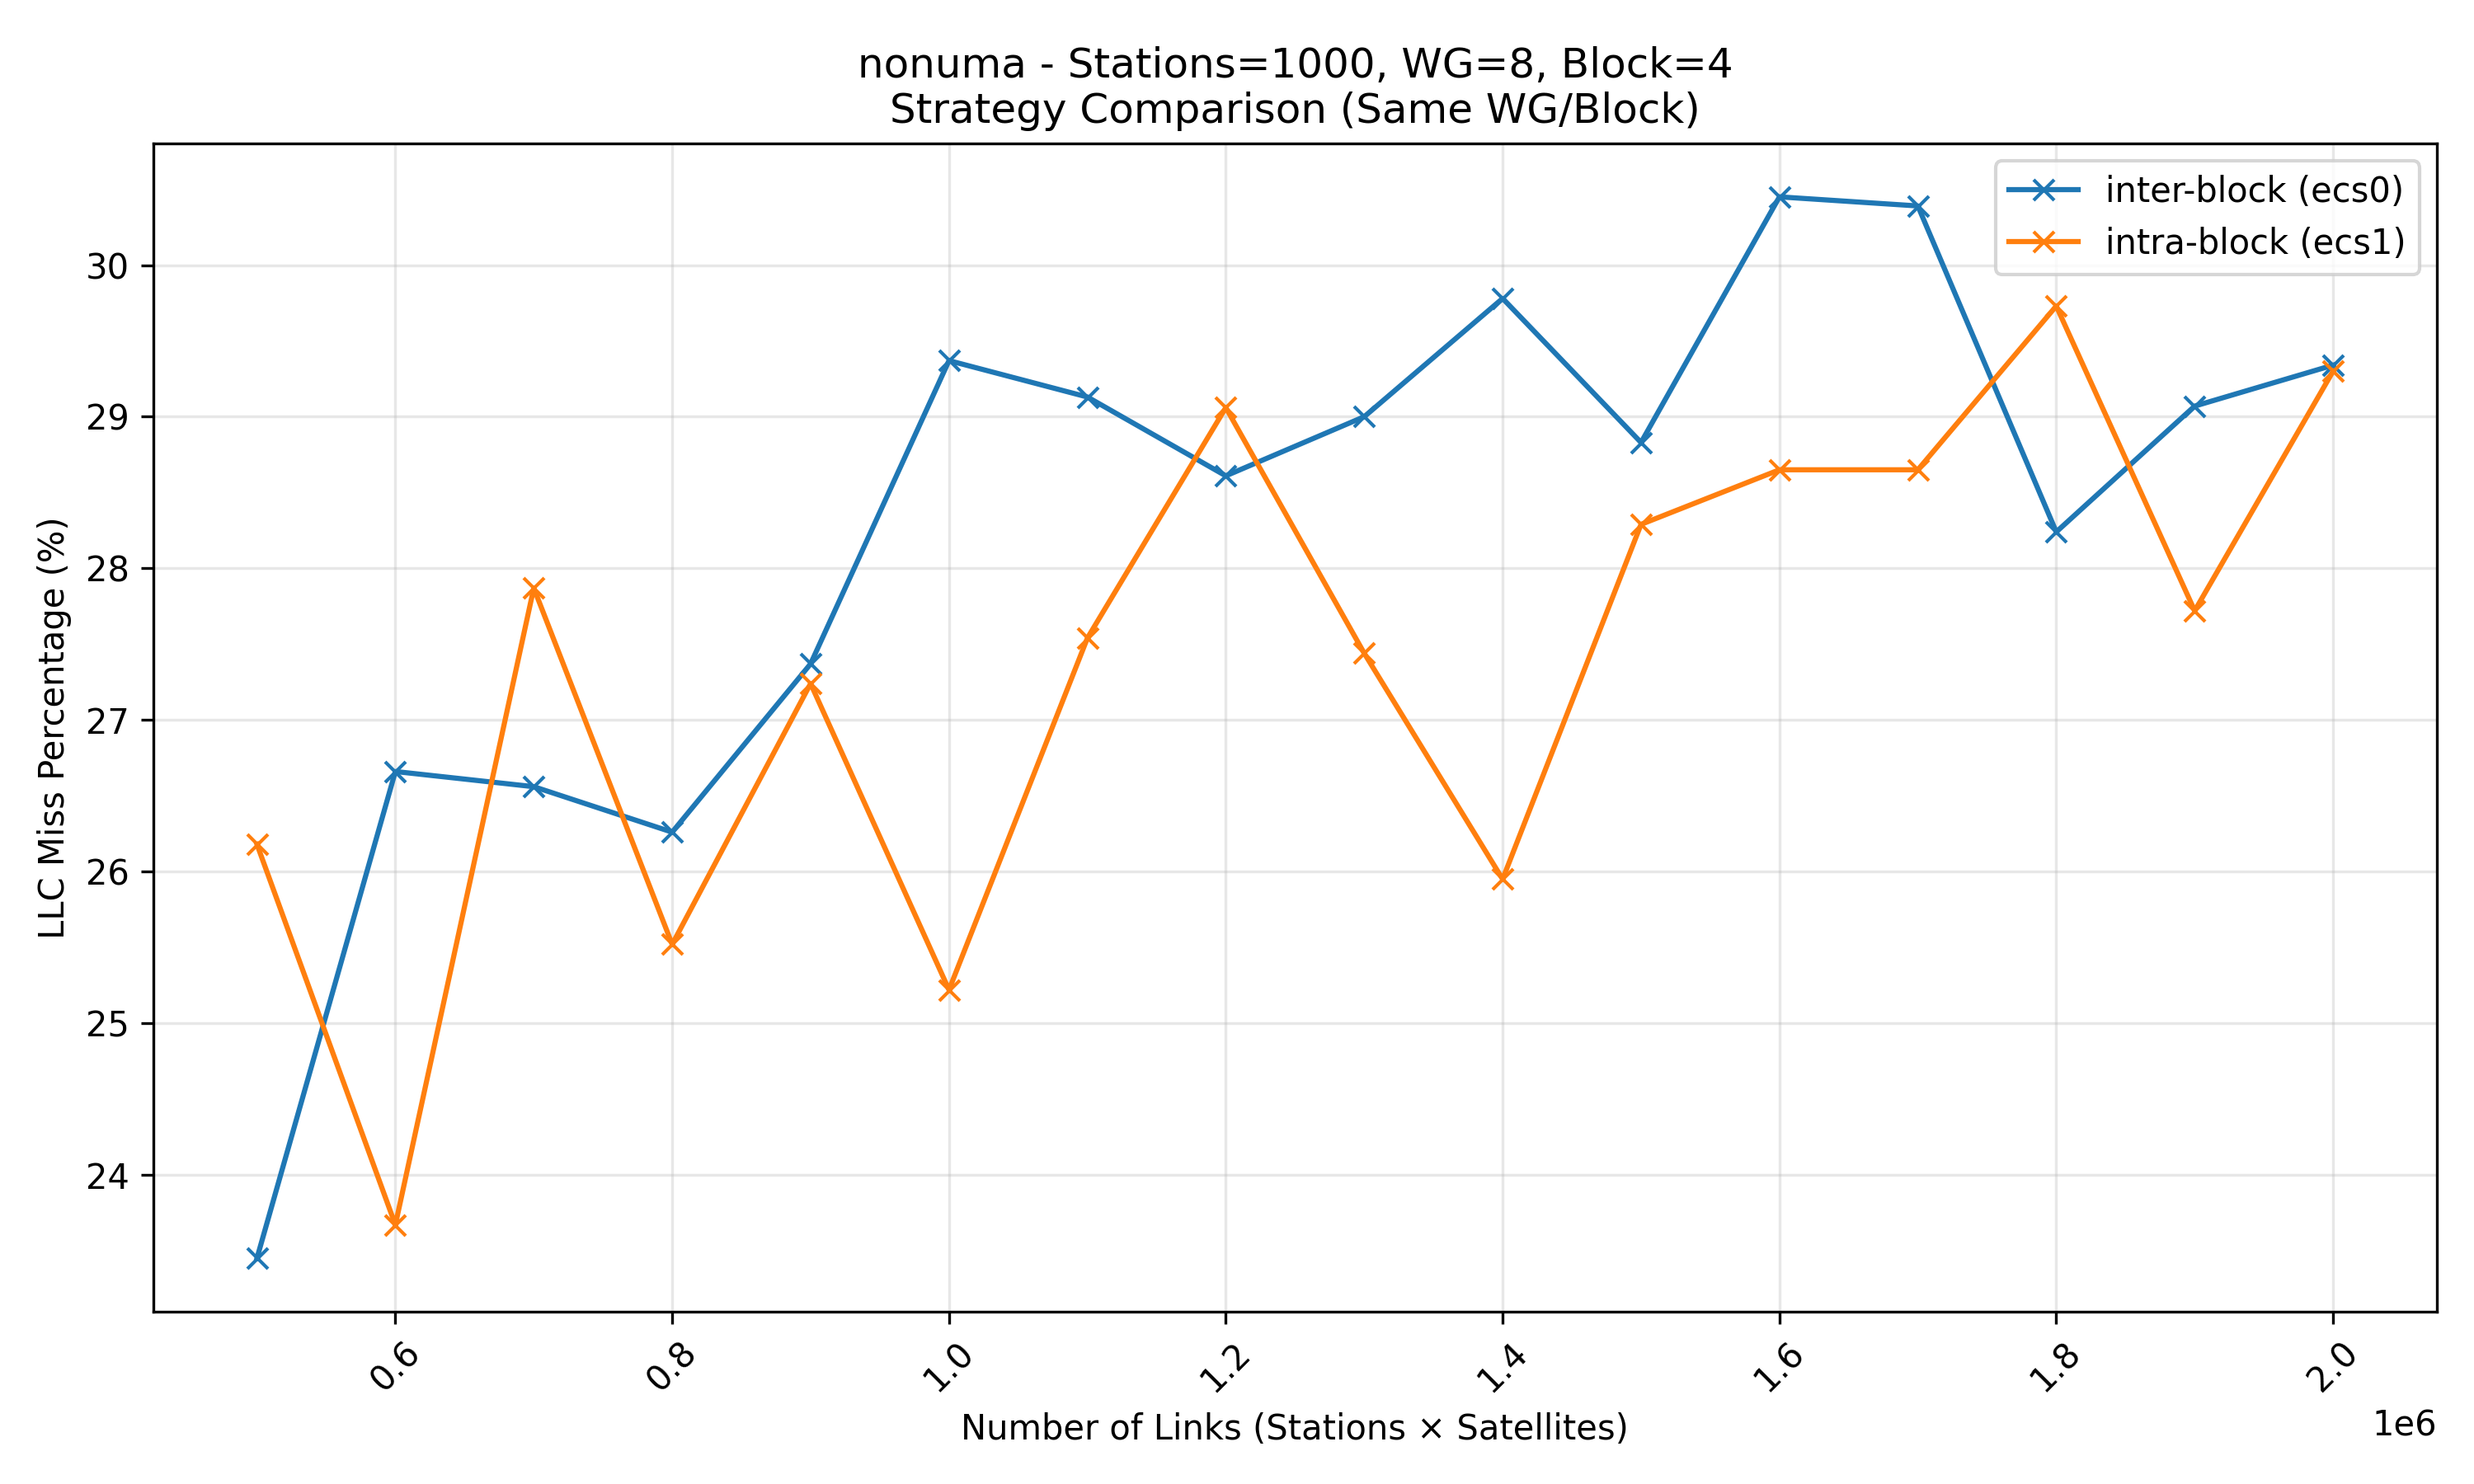 nonuma - Stations=1000, WG=8, Block=4
Strategy Comparison (Same WG/Block)
inter-block (ecs0)
intra-block (ecs1)
LLC Miss Percentage (%)
30
29
28
27
26
25
24
0.6
0.8
1.0
1.2
1.4
1.6
1.8
2.0
1e6
Number of Links (Stations × Satellites)